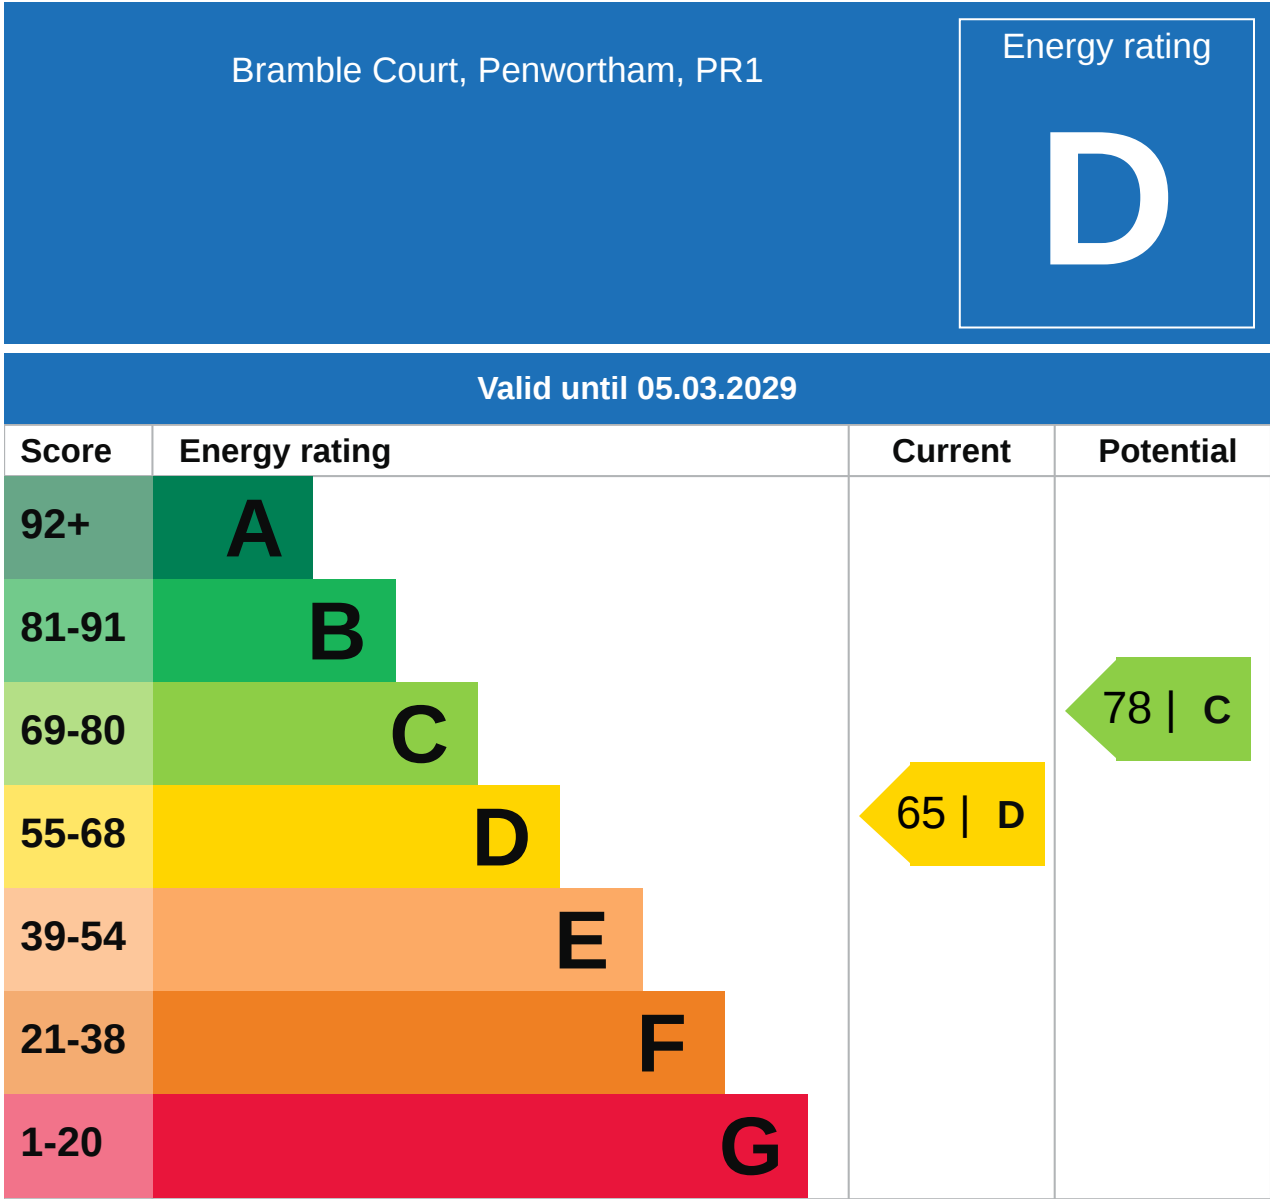 Bramble Court, Penwortham, PR1
Energy rating
D
Valid until 05.03.2029
Score Energy rating Current Potential
92+ A
81-91 B
69-80 C
78 | C
55-68 D
65 | D
39-54 E
21-38 F
1-20 G